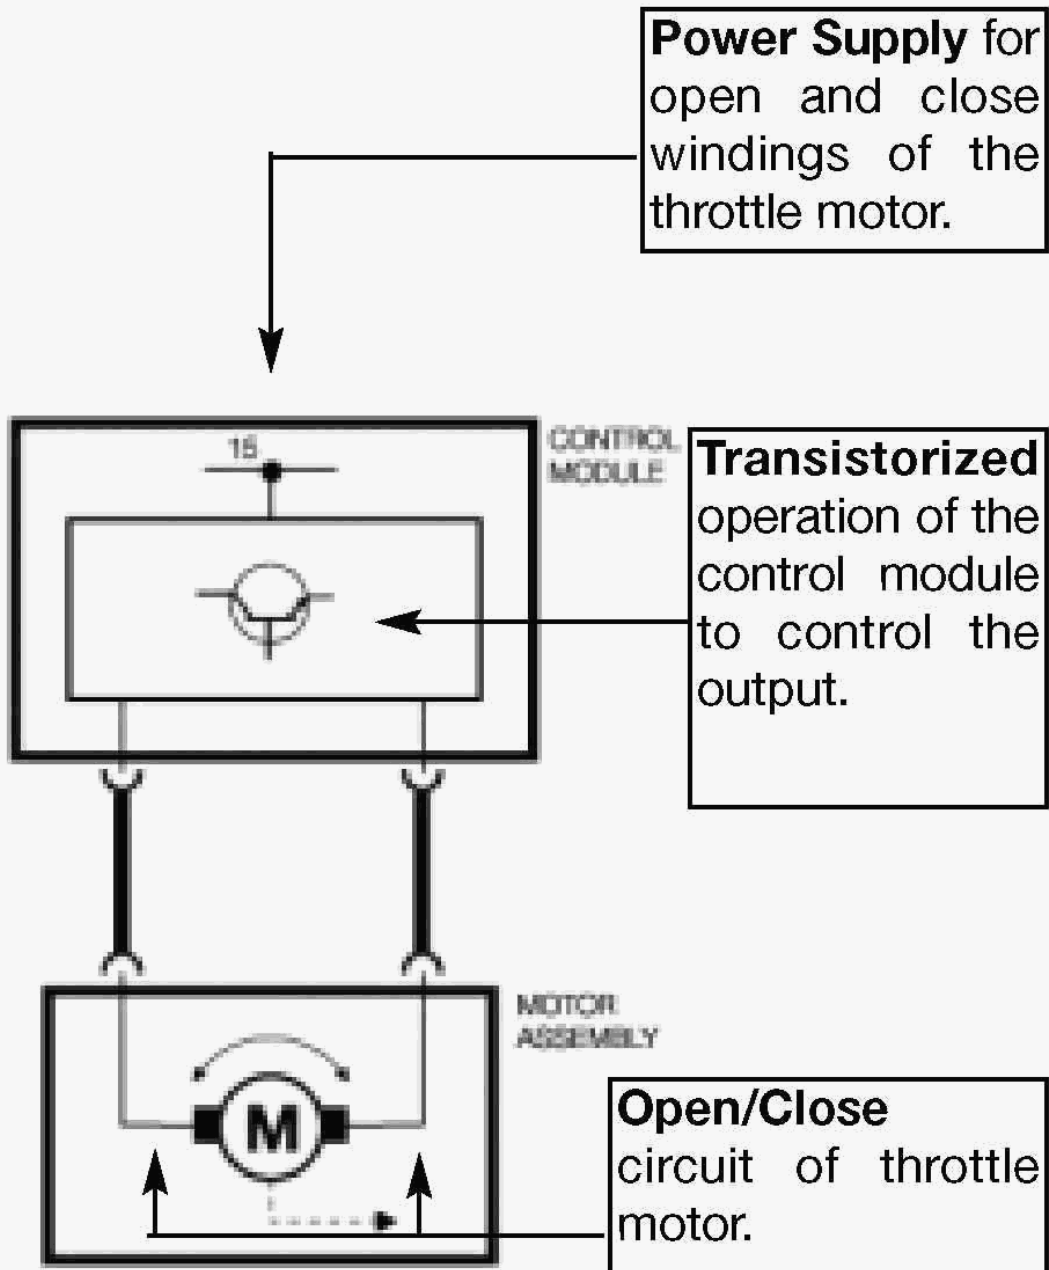 Power Supply for
open and close
windings of the
throttle motor.
15
CONTROL
MODULE
Transistorized
operation of the
control module
to control the
output.
MOTOR
ASSEMBLY
M
Open/Close
circuit of throttle
motor.